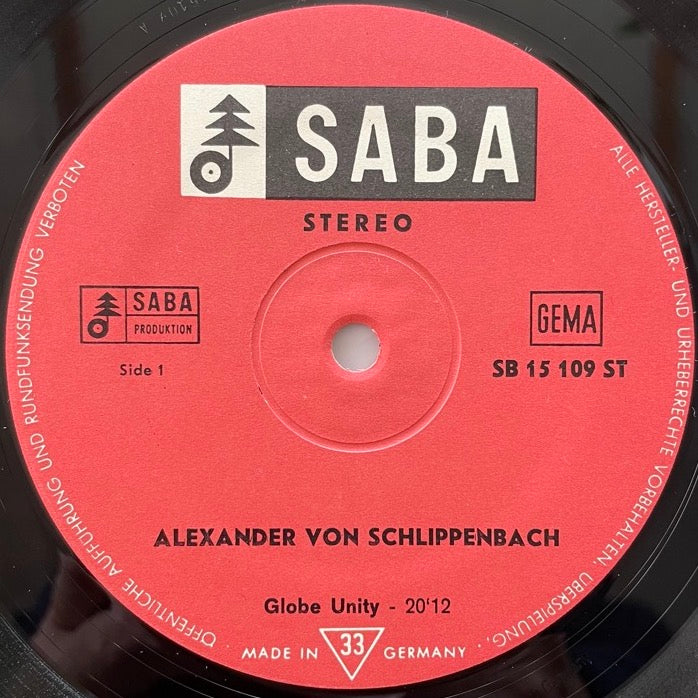 SABA
STEREO
SABA
PRODUKTION
Side 1
GEMA
SB 15 109 ST
ALEXANDER VON SCHLIPPENBACH
Globe Unity - 20'12
MADE IN 33 GERMANY
ALLE HERSTELLER- UND URHEBERRECHTE VORBEHALTEN. ÜBERSPIELUNG, ÖFFENTLICHE AUFFÜHRUNG UND RUNDFUNKSENDUNG VERBOTEN